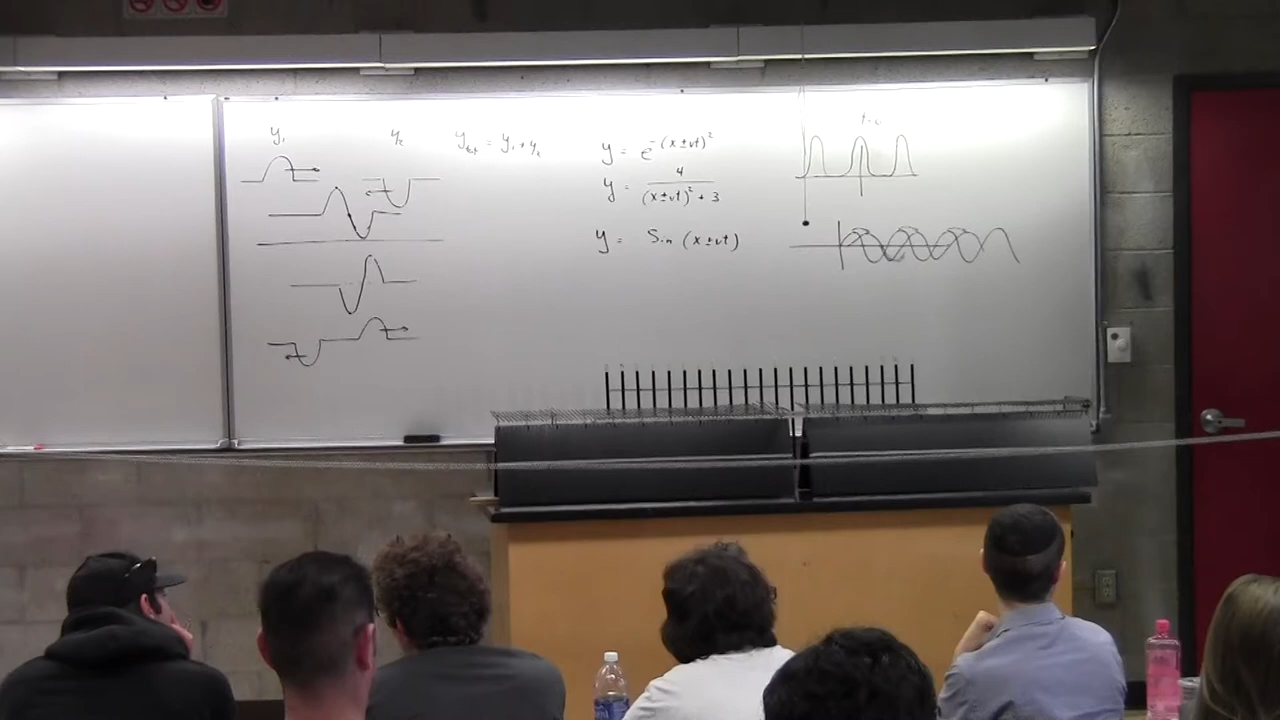 y₁ y₂ y_tot = y₁ + y₂
y = e^-(x ± vt)²
y = 4 / (x ± vt)² + 3
y = Sin (x ± vt)